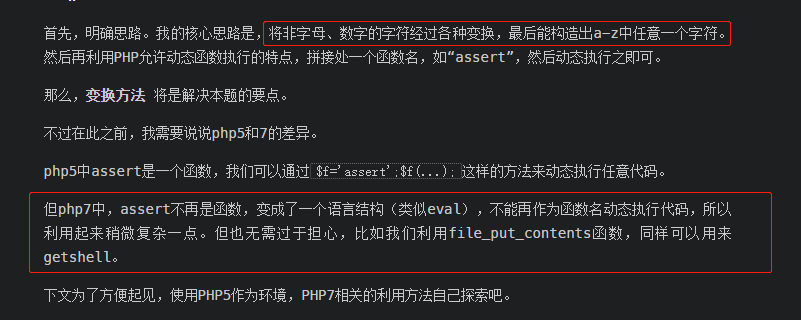 首先，明确思路。我的核心思路是，将非字母、数字的字符经过各种变换，最后能构造出a-z中任意一个字符。
然后再利用PHP允许动态函数执行的特点，拼接处一个函数名，如“assert”，然后动态执行之即可。
那么，变换方法 将是解决本题的要点。
不过在此之前，我需要说说php5和7的差异。
php5中assert是一个函数，我们可以通过$f='assert';$f(...);这样的方法来动态执行任意代码。
但php7中，assert不再是函数，变成了一个语言结构（类似eval），不能再作为函数名动态执行代码，所以
利用起来稍微复杂一点。但也无需过于担心，比如我们利用file_put_contents函数，同样可以用来
getshell。
下文为了方便起见，使用PHP5作为环境，PHP7相关的利用方法自己探索吧。